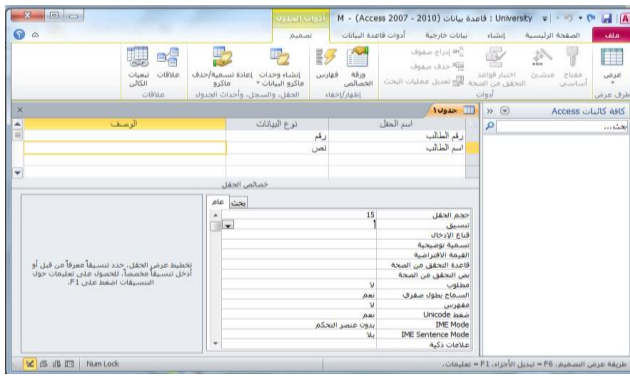 University : قاعدة بيانات (Access 2007 - 2010) - M
أدوات الجدول
ملف
الصفحة الرئيسية
إنشاء
بيانات خارجية
أدوات قاعدة البيانات
تصميم
عرض
مفتاح أساسي
منشئ
اختبار قواعد التحقق من الصحة
إدراج صفوف
حذف صفوف
تعديل عمليات البحث
ورقة الخصائص
فهارس
إنشاء وحدات ماكرو البيانات
إعادة تسمية/حذف ماكرو
علاقات
تبعيات الكائن
طرق عرض
أدوات
إظهار/إخفاء
الحقل، والسجل، وأحداث الجدول
علاقات
كافة كائنات Access
بحث...
جدول١
اسم الحقل
نوع البيانات
الوصف
رقم الطالب
رقم
اسم الطالب
نص
خصائص الحقل
عام
بحث
حجم الحقل
15
تنسيق
قناع الإدخال
تسمية توضيحية
القيمة الافتراضية
قاعدة التحقق من الصحة
نص التحقق من الصحة
مطلوب
لا
السماح بطول صفري
نعم
مفهرس
لا
ضغط Unicode
نعم
IME Mode
بدون عنصر التحكم
IME Sentence Mode
بلا
علامات ذكية
تخطيط عرض الحقل. حدد تنسيقاً معرفاً من قبل أو
أدخل تنسيقاً مخصصاً. للحصول على تعليمات حول
التنسيقات اضغط على F1.
طريقة عرض التصميم. F6 = تبديل الأجزاء. F1 = تعليمات.
Num Lock